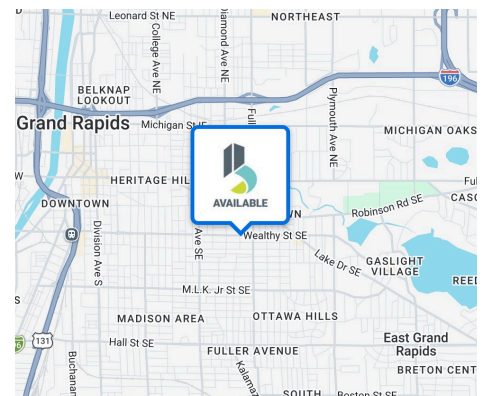 D
Leonard St NE
NORTHEAST
College Ave NE
Diamond Ave NE
196
BELKNAP
LOOKOUT
Plymouth Ave NE
Grand Rapids
Michigan St
MICHIGAN OAKS
W
HERITAGE HIL
AVAILABLE
Ful
DOWNTOWN
WN
Robinson Rd SE
CASC
Division Ave S
Ave SE
Wealthy St SE
Lake Dr SE
GASLIGHT
VILLAGE
REED
M.L.K. Jr St SE
S
MADISON AREA
OTTAWA HILLS
131
Hall St SE
East Grand
Rapids
FULLER AVENUE
BRETON CENT
Buchanan
Kalamaz
SOUTH
Boston St SE